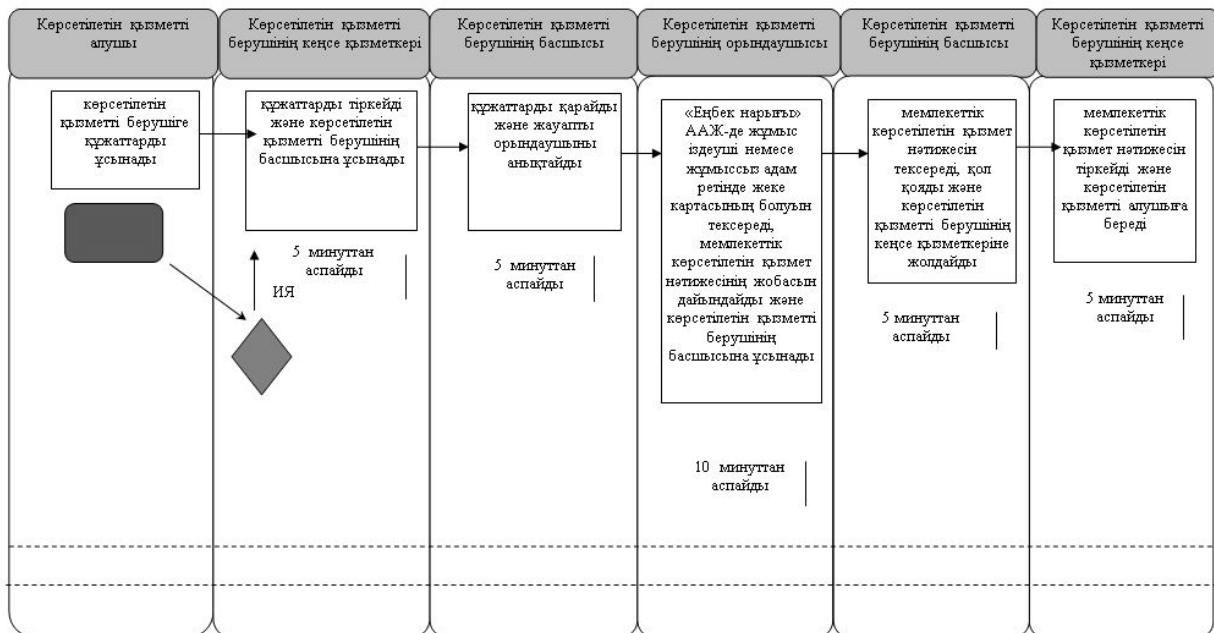 Көрсетілетін қызметті
алушы
Көрсетілетін қызметті
берушінің кеңсе қызметкері
Көрсетілетін қызметті
берушінің басшысы
Көрсетілетін қызметті
берушінің орындаушысы
Көрсетілетін қызметті
берушінің басшысы
Көрсетілетін қызметті
берушінің кеңсе
қызметкері
көрсетілетін
қызметті берушіге
құжаттарды
ұсынады
құжаттарды тіркейді
және көрсетілетін
қызметті берушінің
басшысына ұсынады
5 минуттан
аспайды
ИЯ
құжаттарды қарайды
және жауапты
орындаушыны
анықтайды
5 минуттан
аспайды
«Еңбек нарығы»
ААЖ-де жұмыс
іздеуші немесе
жұмыссыз адам
ретінде жеке
картасының болуын
тексереді,
мемлекеттік
көрсетілетін қызмет
нәтижесінің жобасын
дайындайды және
көрсетілетін қызметті
берушінің
басшысына ұсынады
10 минуттан
аспайды
мемлекеттік
көрсетілетін қызмет
нәтижесін
тексереді, қол
қояды және
көрсетілетін
қызметті берушінің
кеңсе қызметкеріне
жолдайды
5 минуттан
аспайды
мемлекеттік
көрсетілетін
қызмет нәтижесін
тіркейді және
көрсетілетін
қызметті алушыға
береді
5 минуттан
аспайды